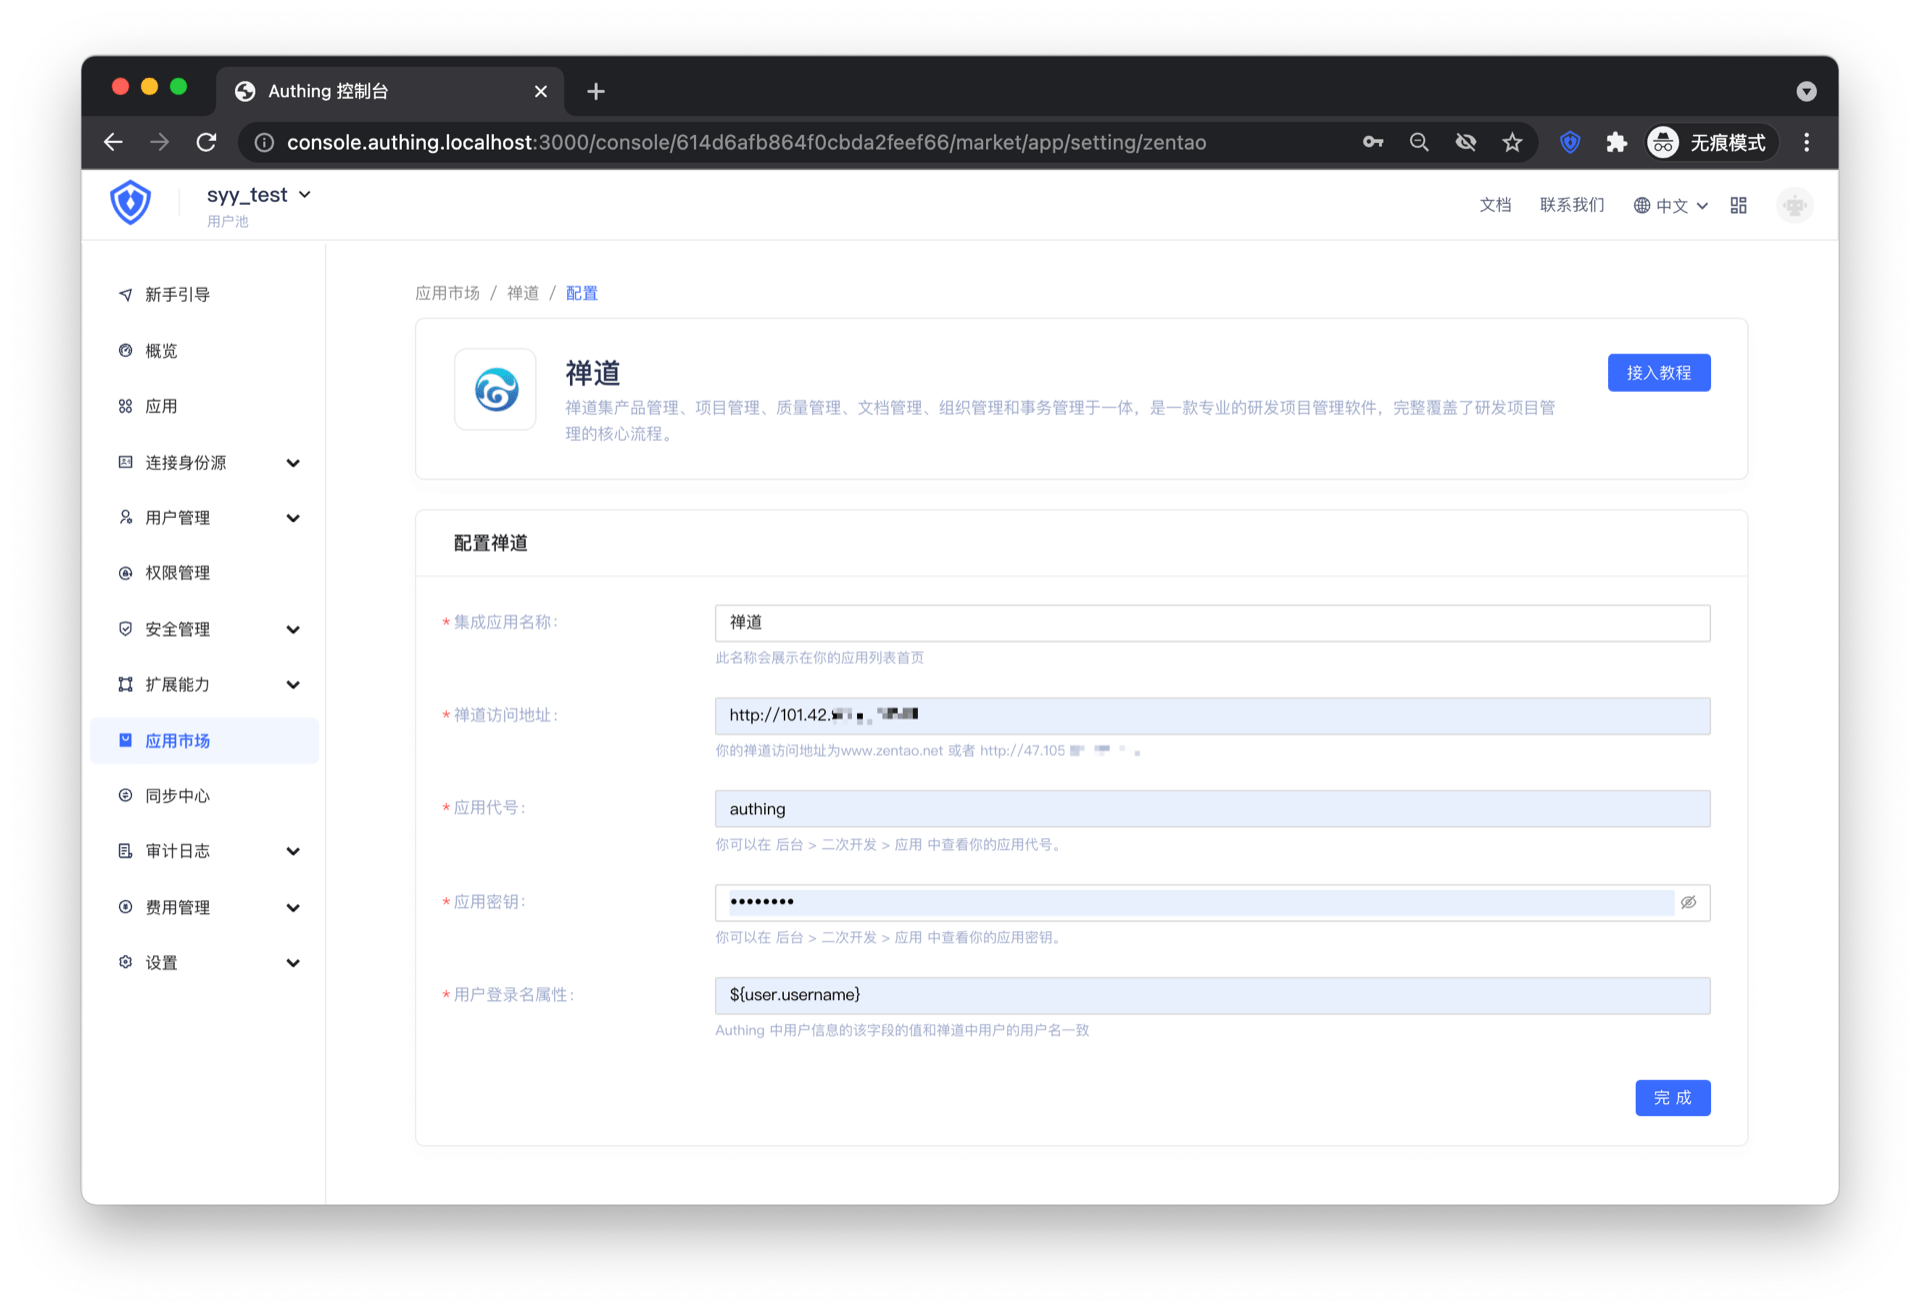 Authing 控制台
console.authing.localhost:3000/console/614d6afb864f0cbda2feef66/market/app/setting/zentao
无痕模式
syy_test
用户池
文档
联系我们
中文
新手引导
概览
应用
连接身份源
用户管理
权限管理
安全管理
扩展能力
应用市场
同步中心
审计日志
费用管理
设置
应用市场 / 禅道 / 配置
禅道
禅道集产品管理、项目管理、质量管理、文档管理、组织管理和事务管理于一体，是一款专业的研发项目管理软件，完整覆盖了研发项目管
理的核心流程。
接入教程
配置禅道
* 集成应用名称:
禅道
此名称会展示在你的应用列表首页
* 禅道访问地址:
http://101.42.
你的禅道访问地址为www.zentao.net 或者 http://47.105
* 应用代号:
authing
你可以在 后台 > 二次开发 > 应用 中查看你的应用代号。
* 应用密钥:
••••••••
你可以在 后台 > 二次开发 > 应用 中查看你的应用密钥。
* 用户登录名属性:
${user.username}
Authing 中用户信息的该字段的值和禅道中用户的用户名一致
完 成